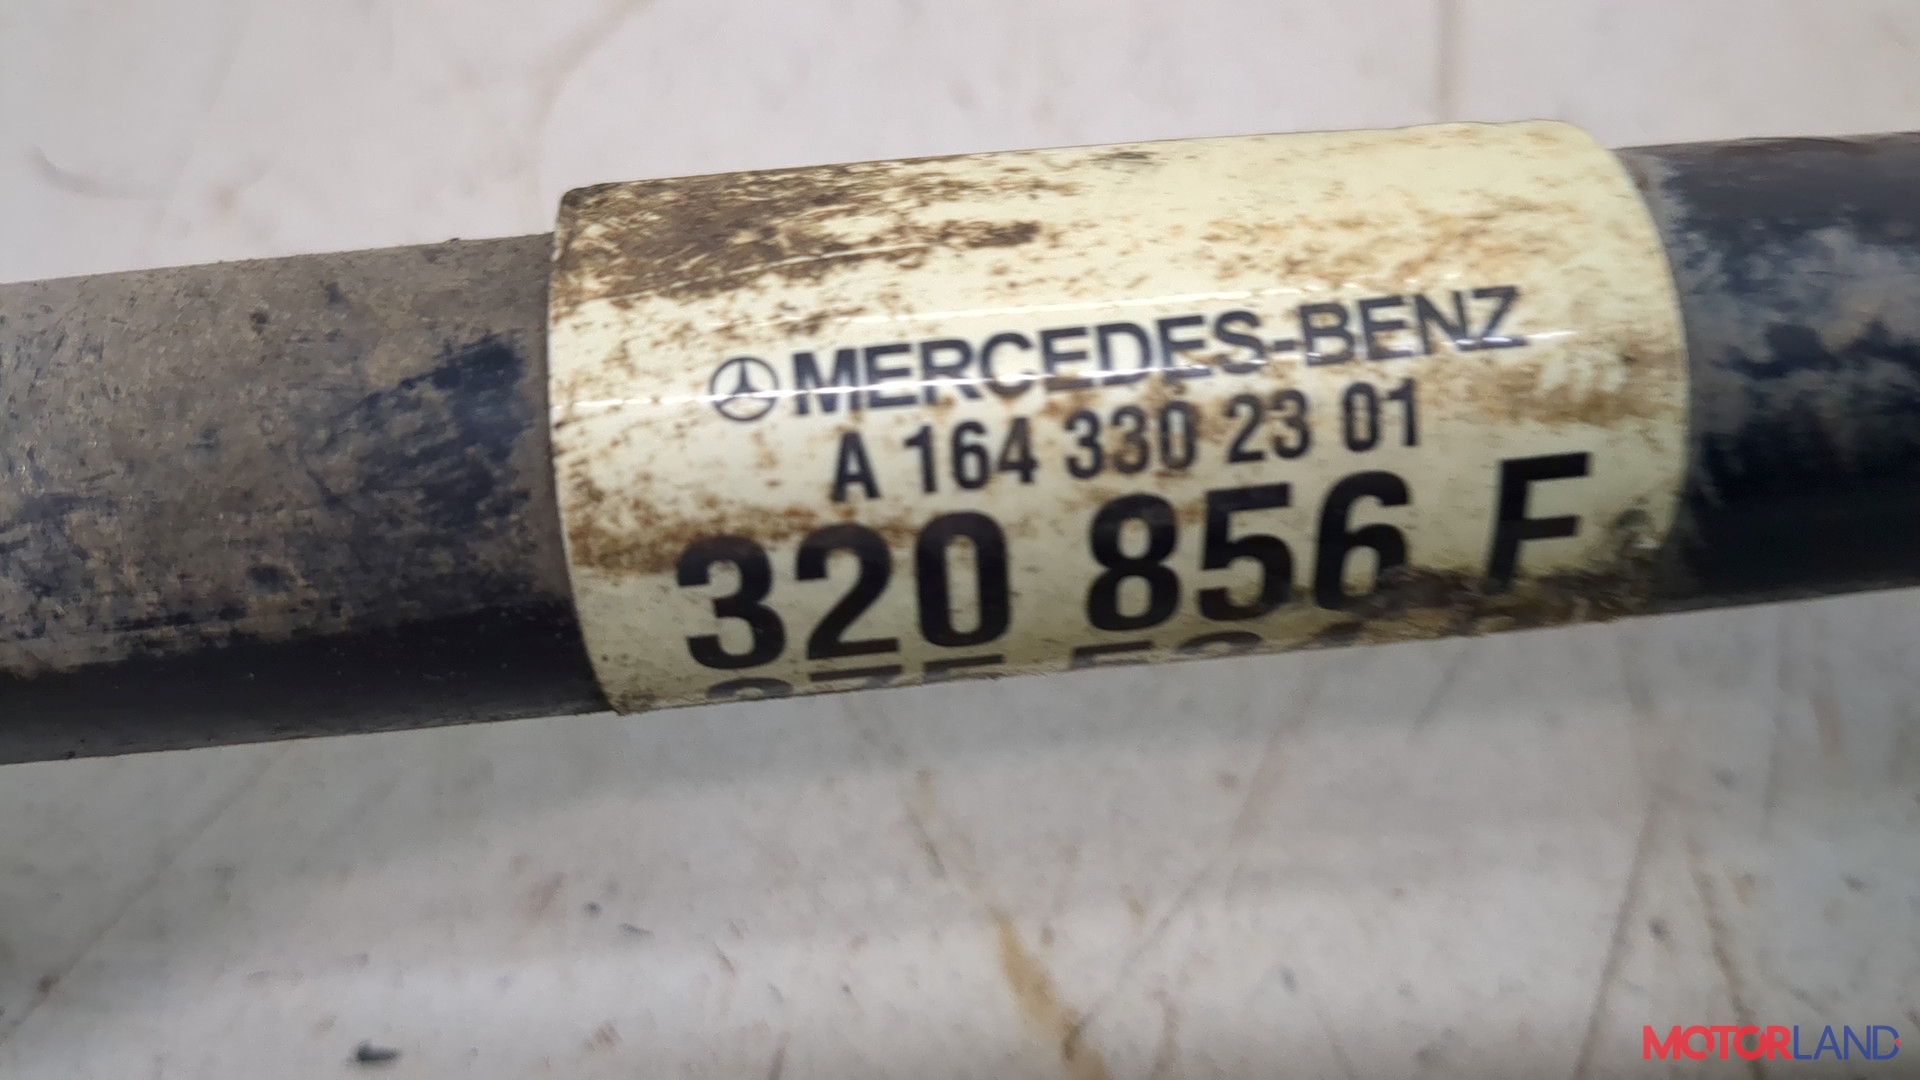 MERCEDES-BENZ
A 164 330 23 01
320 856 F
MOTORLAND